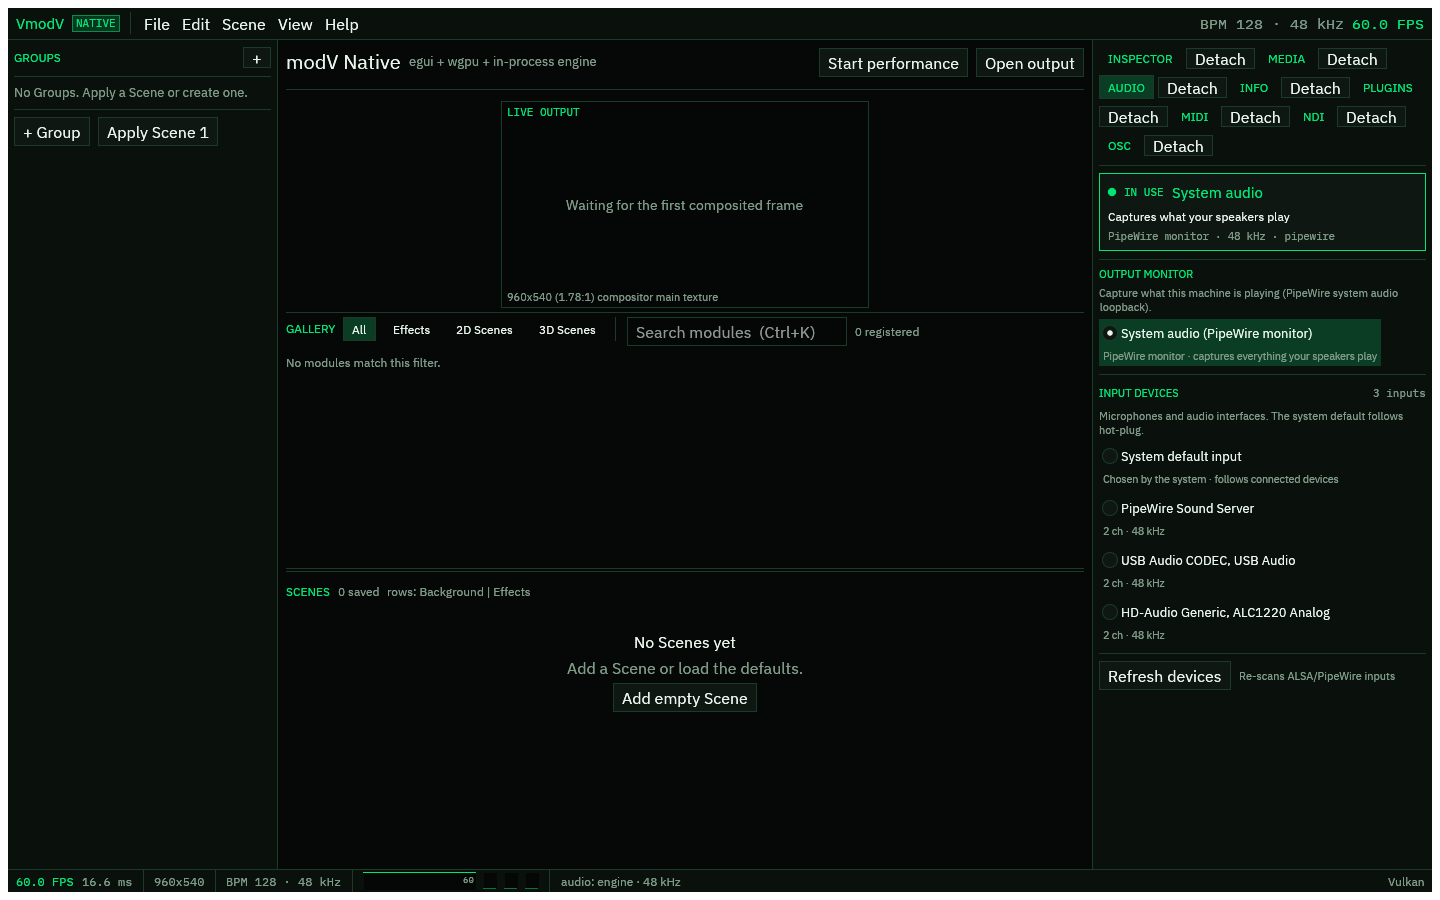 VmodV NATIVE File Edit Scene View Help BPM 128 · 48 kHz 60.0 FPS
GROUPS +
No Groups. Apply a Scene or create one.
+ Group Apply Scene 1
modV Native egui + wgpu + in-process engine Start performance Open output
LIVE OUTPUT
Waiting for the first composited frame
960x540 (1.78:1) compositor main texture
GALLERY All Effects 2D Scenes 3D Scenes Search modules (Ctrl+K) 0 registered
No modules match this filter.
SCENES 0 saved rows: Background | Effects
No Scenes yet
Add a Scene or load the defaults.
Add empty Scene
INSPECTOR Detach MEDIA Detach
AUDIO Detach INFO Detach PLUGINS
Detach MIDI Detach NDI Detach
OSC Detach
IN USE System audio
Captures what your speakers play
PipeWire monitor · 48 kHz · pipewire
OUTPUT MONITOR
Capture what this machine is playing (PipeWire system audio
loopback).
System audio (PipeWire monitor)
PipeWire monitor · captures everything your speakers play
INPUT DEVICES 3 inputs
Microphones and audio interfaces. The system default follows
hot-plug.
System default input
Chosen by the system · follows connected devices
PipeWire Sound Server
2 ch · 48 kHz
USB Audio CODEC, USB Audio
2 ch · 48 kHz
HD-Audio Generic, ALC1220 Analog
2 ch · 48 kHz
Refresh devices Re-scans ALSA/PipeWire inputs
60.0 FPS 16.6 ms 960x540 BPM 128 · 48 kHz 60 audio: engine · 48 kHz Vulkan